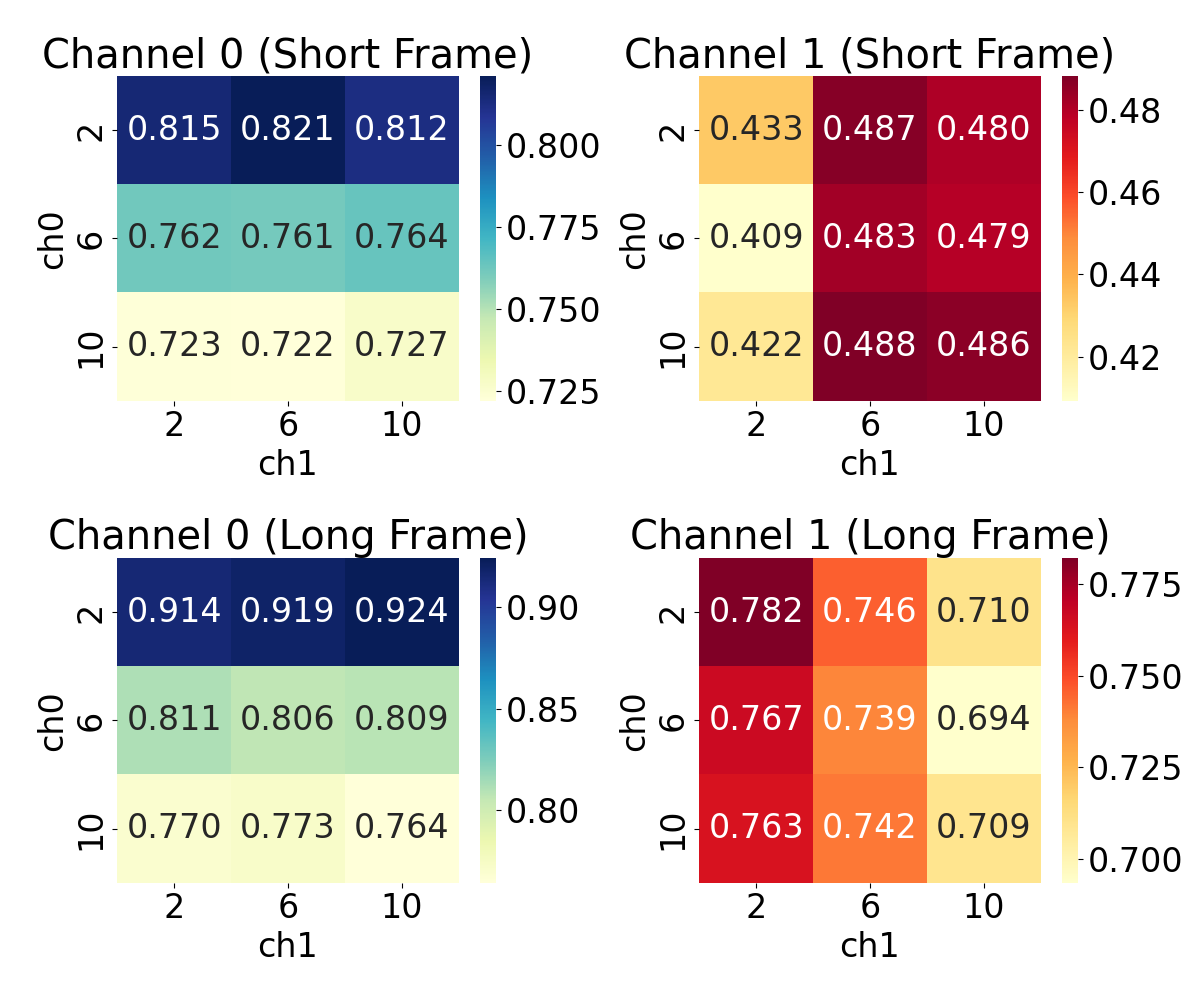 Channel 0 (Short Frame)
2 0.815 0.821 0.812
6 0.762 0.761 0.764
10 0.723 0.722 0.727
ch0
2 6 10
ch1
0.800
0.775
0.750
0.725
Channel 1 (Short Frame)
2 0.433 0.487 0.480
6 0.409 0.483 0.479
10 0.422 0.488 0.486
ch0
2 6 10
ch1
0.48
0.46
0.44
0.42
Channel 0 (Long Frame)
2 0.914 0.919 0.924
6 0.811 0.806 0.809
10 0.770 0.773 0.764
ch0
2 6 10
ch1
0.90
0.85
0.80
Channel 1 (Long Frame)
2 0.782 0.746 0.710
6 0.767 0.739 0.694
10 0.763 0.742 0.709
ch0
2 6 10
ch1
0.775
0.750
0.725
0.700